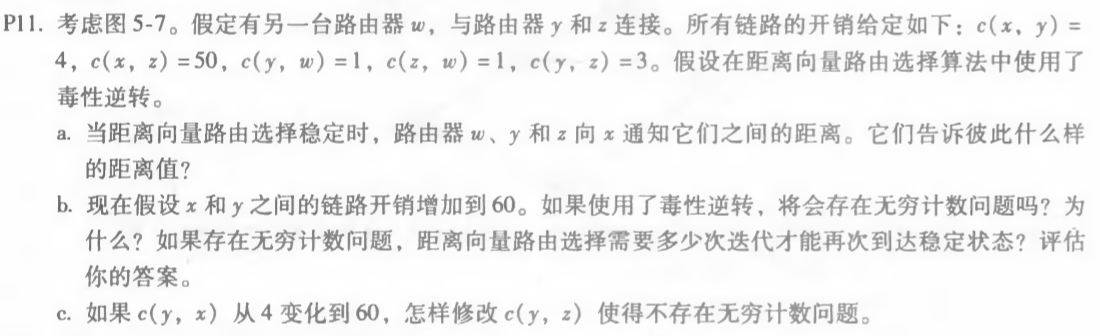 P11. 考虑图 5-7。假定有另一台路由器 w，与路由器 y 和 z 连接。所有链路的开销给定如下：c(x, y) =
4，c(x, z) = 50，c(y, w) = 1，c(z, w) = 1，c(y, z) = 3。假设在距离向量路由选择算法中使用了
毒性逆转。
a. 当距离向量路由选择稳定时，路由器 w、y 和 z 向 x 通知它们之间的距离。它们告诉彼此什么样
的距离值？
b. 现在假设 x 和 y 之间的链路开销增加到 60。如果使用了毒性逆转，将会存在无穷计数问题吗？为
什么？如果存在无穷计数问题，距离向量路由选择需要多少次迭代才能再次到达稳定状态？评估
你的答案。
c. 如果 c(y, x) 从 4 变化到 60，怎样修改 c(y, z) 使得不存在无穷计数问题。